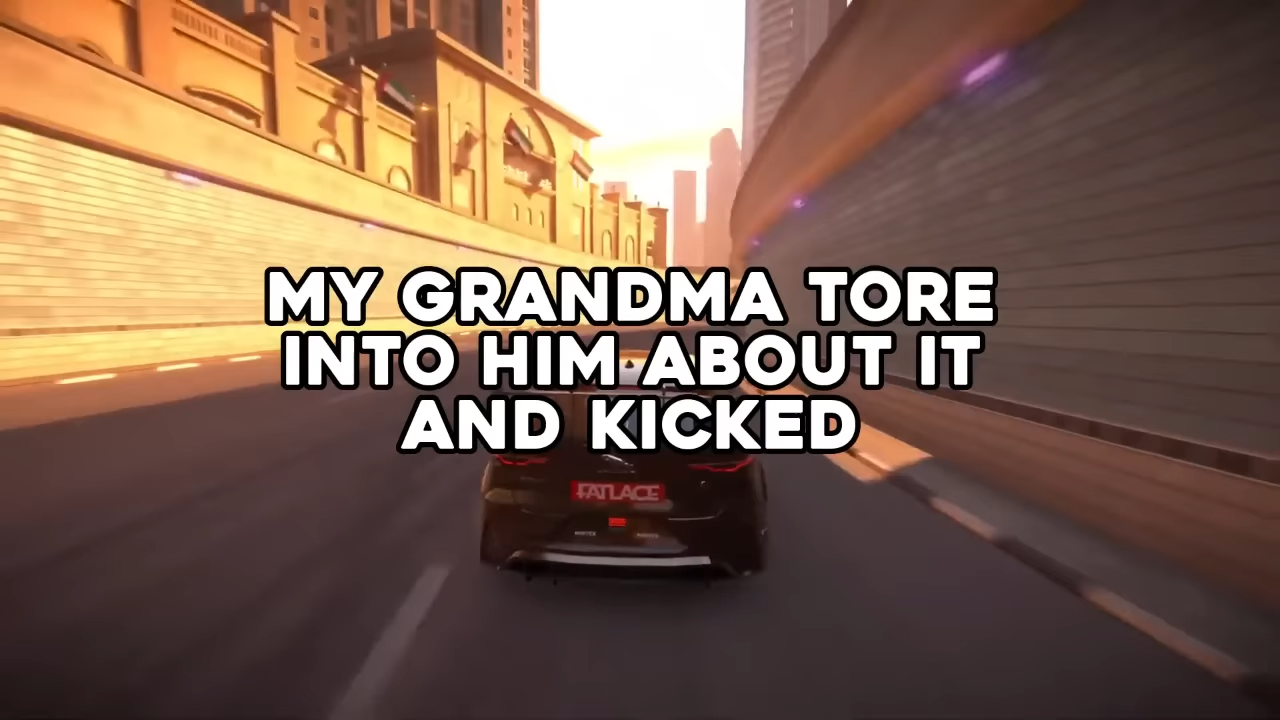 MY GRANDMA TORE
INTO HIM ABOUT IT
AND KICKED
FATLACE